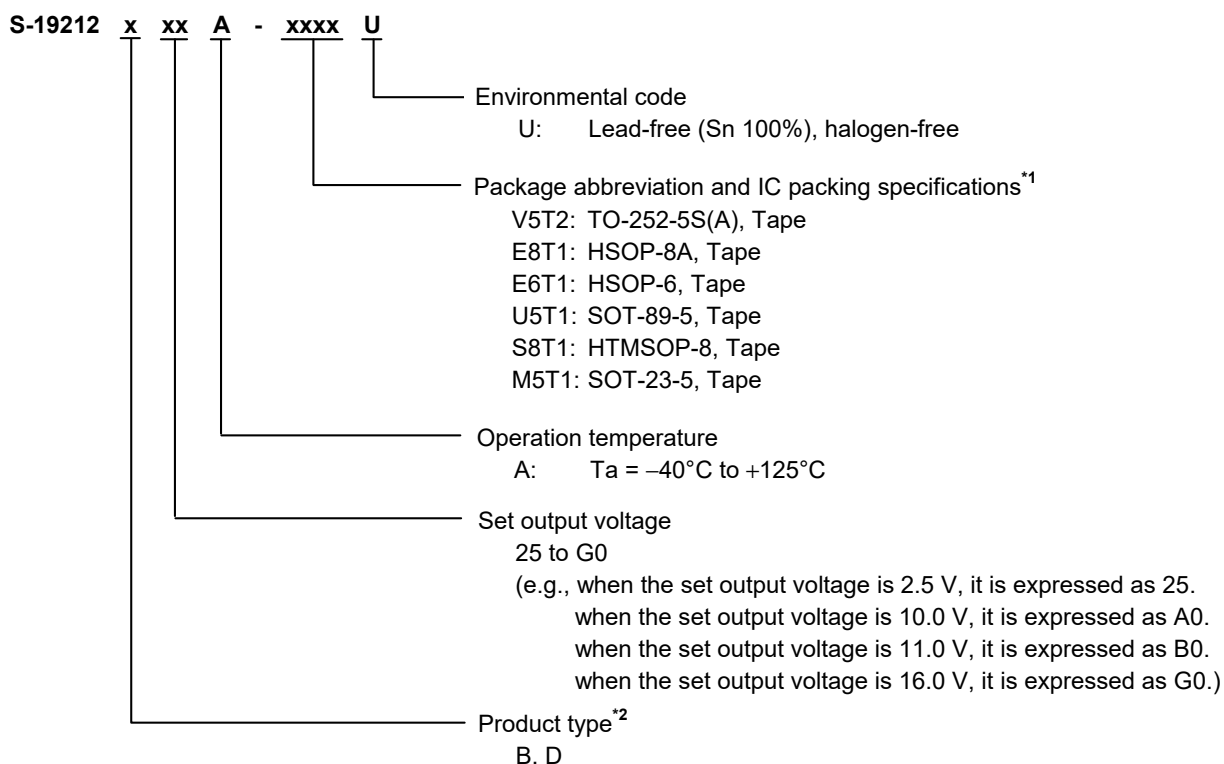 S-19212 x xx A - xxxx U
Environmental code
U: Lead-free (Sn 100%), halogen-free
Package abbreviation and IC packing specifications*1
V5T2: TO-252-5S(A), Tape
E8T1: HSOP-8A, Tape
E6T1: HSOP-6, Tape
U5T1: SOT-89-5, Tape
S8T1: HTMSOP-8, Tape
M5T1: SOT-23-5, Tape
Operation temperature
A: Ta = −40°C to +125°C
Set output voltage
25 to G0
(e.g., when the set output voltage is 2.5 V, it is expressed as 25.
when the set output voltage is 10.0 V, it is expressed as A0.
when the set output voltage is 11.0 V, it is expressed as B0.
when the set output voltage is 16.0 V, it is expressed as G0.)
Product type*2
B, D